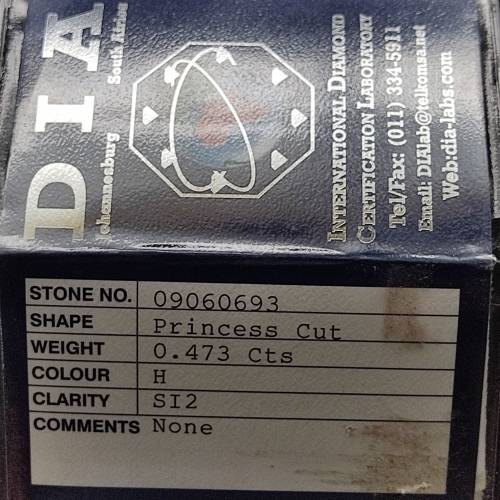 DIA
South Africa
International Diamond
Certification Laboratory
Tel/Fax: (011) 334-5911
Email: DIAlab@telkomsa.net
Web:dia-labs.com
STONE NO. 09060693
SHAPE Princess Cut
WEIGHT 0.473 Cts
COLOUR H
CLARITY SI2
COMMENTS None